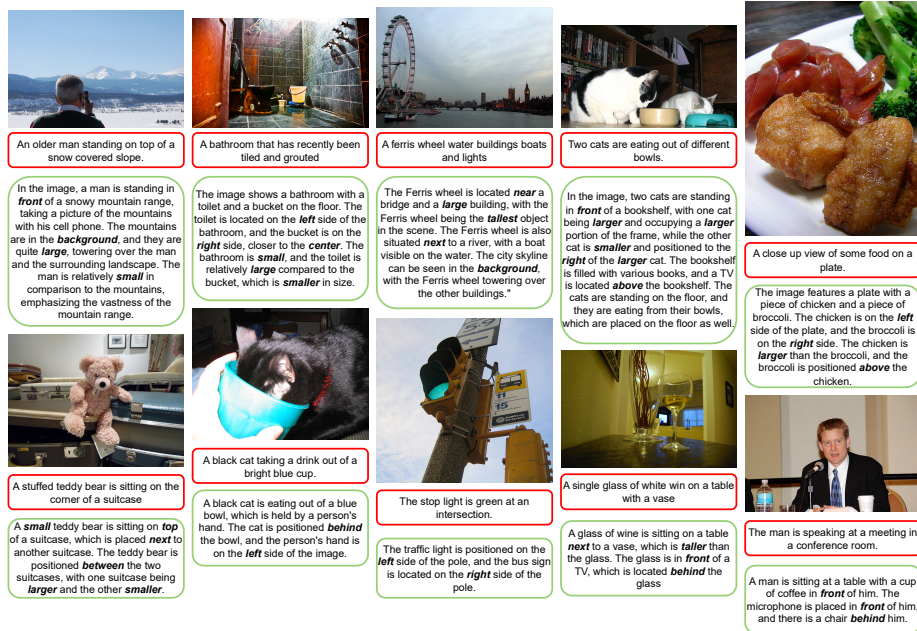 An older man standing on top of a
snow covered slope.
In the image, a man is standing in
front of a snowy mountain range,
taking a picture of the mountains
with his cell phone. The mountains
are in the background, and they are
quite large, towering over the man
and the surrounding landscape. The
man is relatively small in
comparison to the mountains,
emphasizing the vastness of the
mountain range.
A stuffed teddy bear is sitting on the
corner of a suitcase
A small teddy bear is sitting on top
of a suitcase, which is placed next to
another suitcase. The teddy bear is
positioned between the two
suitcases, with one suitcase being
larger and the other smaller.
A bathroom that has recently been
tiled and grouted
The image shows a bathroom with a
toilet and a bucket on the floor. The
toilet is located on the left side of the
bathroom, and the bucket is on the
right side, closer to the center. The
bathroom is small, and the toilet is
relatively large compared to the
bucket, which is smaller in size.
A black cat taking a drink out of a
bright blue cup.
A black cat is eating out of a blue
bowl, which is held by a person's
hand. The cat is positioned behind
the bowl, and the person's hand is
on the left side of the image.
A ferris wheel water buildings boats
and lights
The Ferris wheel is located near a
bridge and a large building, with the
Ferris wheel being the tallest object
in the scene. The Ferris wheel is also
situated next to a river, with a boat
visible on the water. The city skyline
can be seen in the background,
with the Ferris wheel towering over
the other buildings."
5-9
11
15
The stop light is green at an
intersection.
The traffic light is positioned on the
left side of the pole, and the bus sign
is located on the right side of the
pole.
Two cats are eating out of different
bowls.
In the image, two cats are standing
in front of a bookshelf, with one cat
being larger and occupying a larger
portion of the frame, while the other
cat is smaller and positioned to the
right of the larger cat. The bookshelf
is filled with various books, and a TV
is located above the bookshelf. The
cats are standing on the floor, and
they are eating from their bowls,
which are placed on the floor as well.
A single glass of white win on a table
with a vase
A glass of wine is sitting on a table
next to a vase, which is taller than
the glass. The glass is in front of a
TV, which is located behind the
glass
A close up view of some food on a
plate.
The image features a plate with a
piece of chicken and a piece of
broccoli. The chicken is on the left
side of the plate, and the broccoli is
on the right side. The chicken is
larger than the broccoli, and the
broccoli is positioned above the
chicken.
The man is speaking at a meeting in
a conference room.
A man is sitting at a table with a cup
of coffee in front of him. The
microphone is placed in front of him,
and there is a chair behind him.